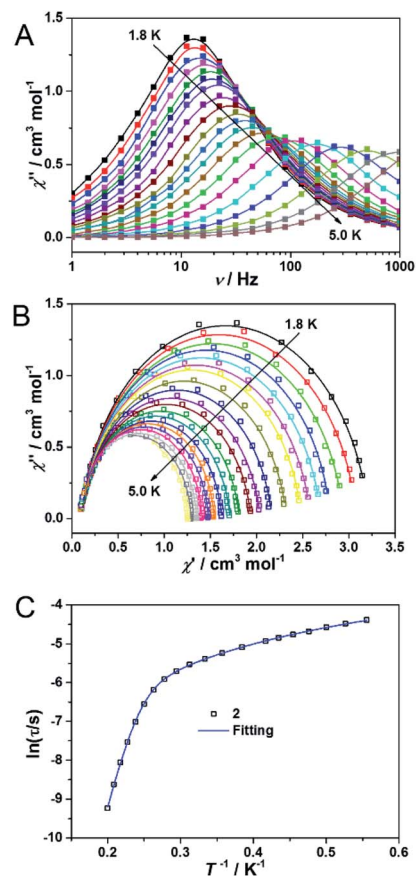 A
1.8 K
5.0 K
χ'' / cm³ mol⁻¹
1.5
1.0
0.5
0.0
1
10
100
1000
ν / Hz
B
1.8 K
5.0 K
χ'' / cm³ mol⁻¹
1.5
1.0
0.5
0.0
0.0
0.5
1.0
1.5
2.0
2.5
3.0
3.5
χ' / cm³ mol⁻¹
C
ln(τ/s)
-4
-5
-6
-7
-8
-9
-10
2
Fitting
0.2
0.3
0.4
0.5
0.6
T⁻¹ / K⁻¹